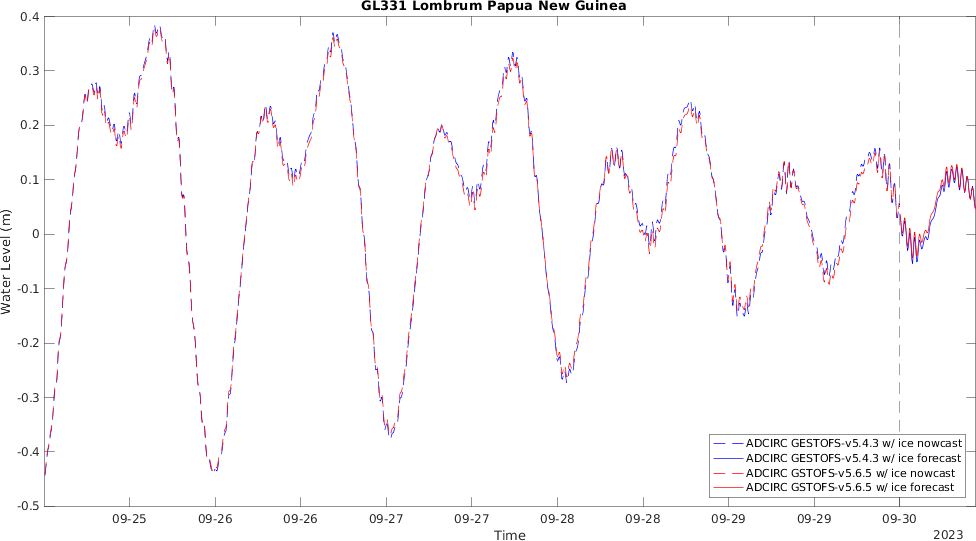 GL331 Lombrum Papua New Guinea
0.4
0.3
0.2
0.1
0
-0.1
-0.2
-0.3
-0.4
-0.5
Water Level (m)
ADCIRC GESTOFS-v5.4.3 w/ ice nowcast
ADCIRC GESTOFS-v5.4.3 w/ ice forecast
ADCIRC GSTOFS-v5.6.5 w/ ice nowcast
ADCIRC GSTOFS-v5.6.5 w/ ice forecast
09-25 09-26 09-26 09-27 09-27 09-28 09-28 09-29 09-29 09-30
Time
2023